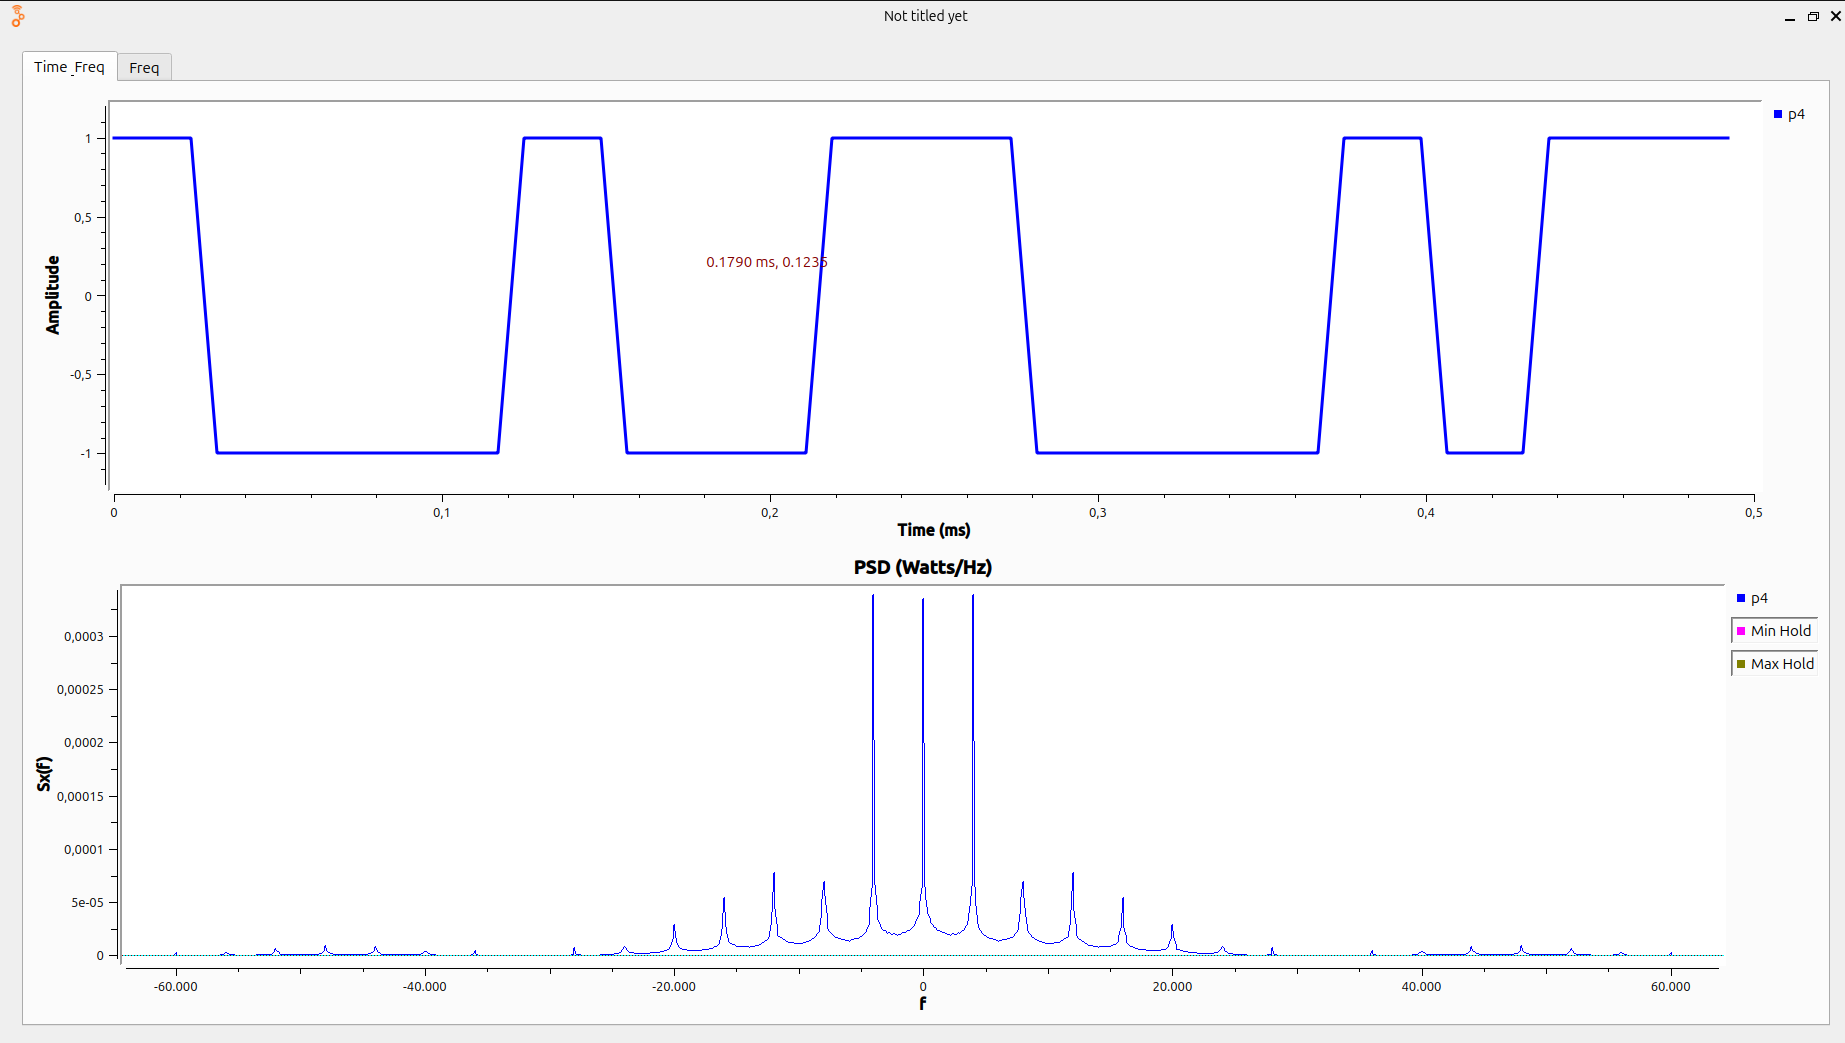 Not titled yet
Time_Freq
Freq
p4
1
0,5
0
-0,5
-1
Amplitude
0.1790 ms, 0.1235
0
0,1
0,2
0,3
0,4
0,5
Time (ms)
PSD (Watts/Hz)
p4
Min Hold
Max Hold
0,0003
0,00025
0,0002
0,00015
0,0001
5e-05
0
Sx(f)
-60.000
-40.000
-20.000
0
20.000
40.000
60.000
f